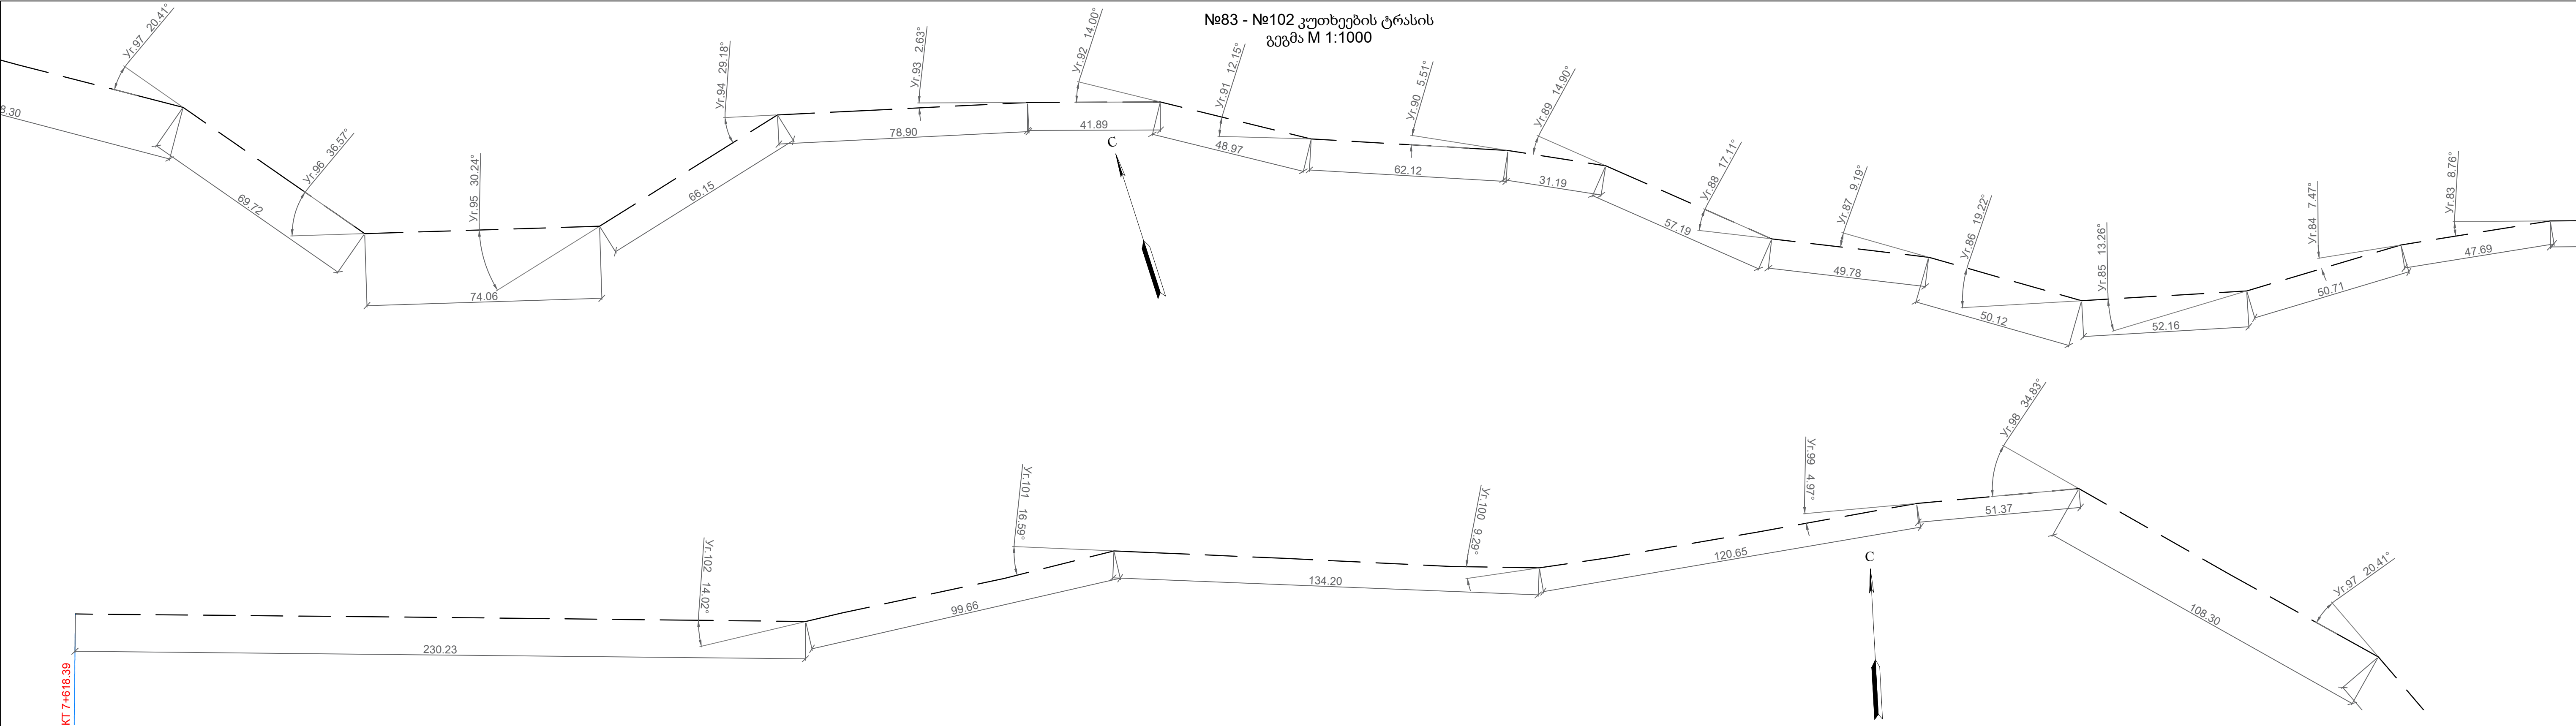 №83 - №102 კუთხეების ტრასის
გეგმა М 1:1000
Уг.97 20.41°
Уг.96 36.57°
Уг.95 30.24°
Уг.94 29.18°
Уг.93 2.63°
Уг.92 14.00°
Уг.91 12.15°
Уг.90 5.51°
Уг.89 14.90°
Уг.88 17.11°
Уг.87 9.19°
Уг.86 19.22°
Уг.85 13.26°
Уг.84 7.47°
Уг.83 8.76°
8.30
69.72
74.06
66.15
78.90
41.89
С
48.97
62.12
31.19
57.19
49.78
50.12
52.16
50.71
47.69
Уг.102 14.02°
Уг.101 16.59°
Уг.100 9.29°
Уг.99 4.97°
Уг.98 34.83°
Уг.97 20.41°
230.23
99.66
134.20
120.65
51.37
108.30
С
КТ 7+618.39